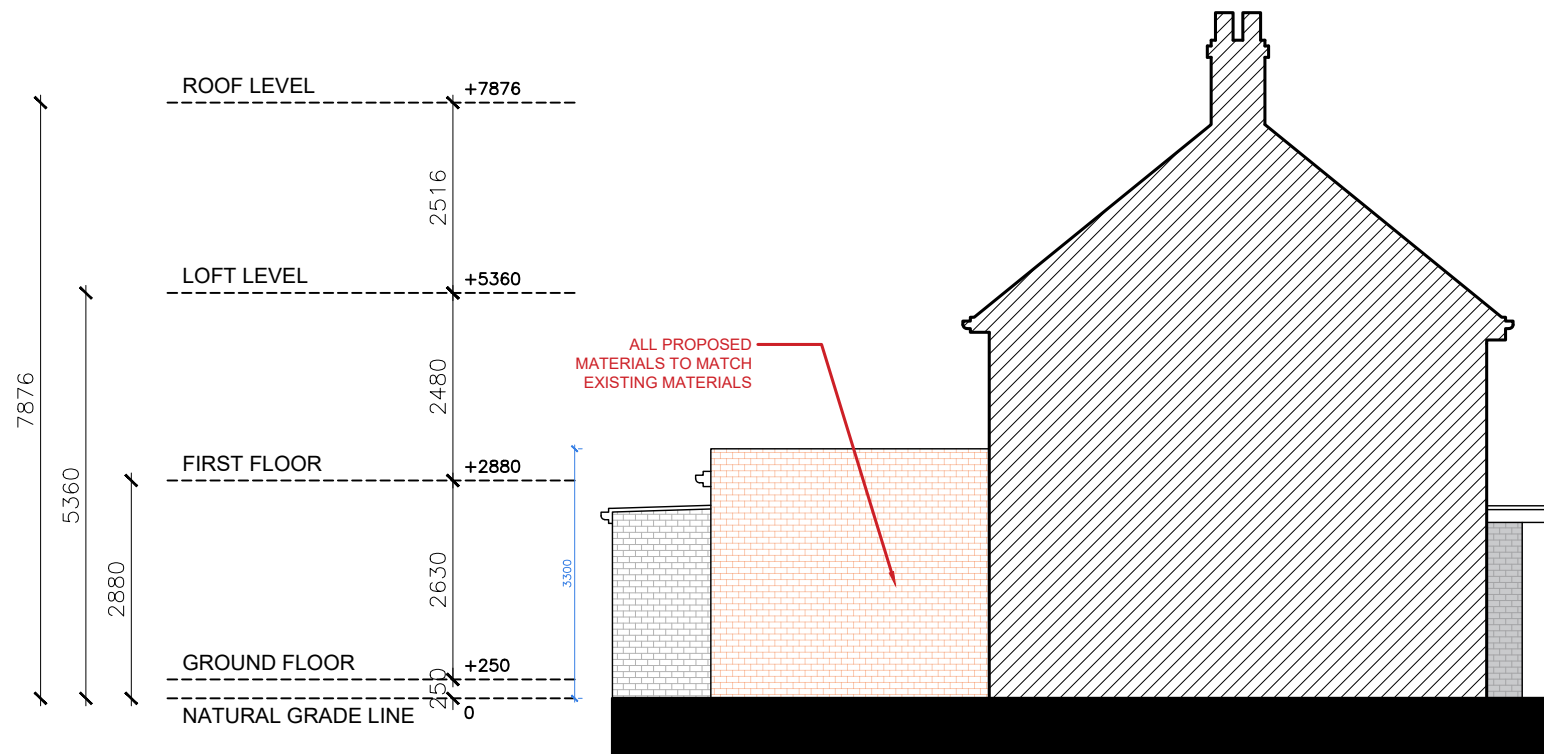 ROOF LEVEL +7876
2516
LOFT LEVEL +5360
ALL PROPOSED
MATERIALS TO MATCH
EXISTING MATERIALS
7876
2480
FIRST FLOOR +2880
5360
2880
2630
3300
GROUND FLOOR +250
250
NATURAL GRADE LINE 0